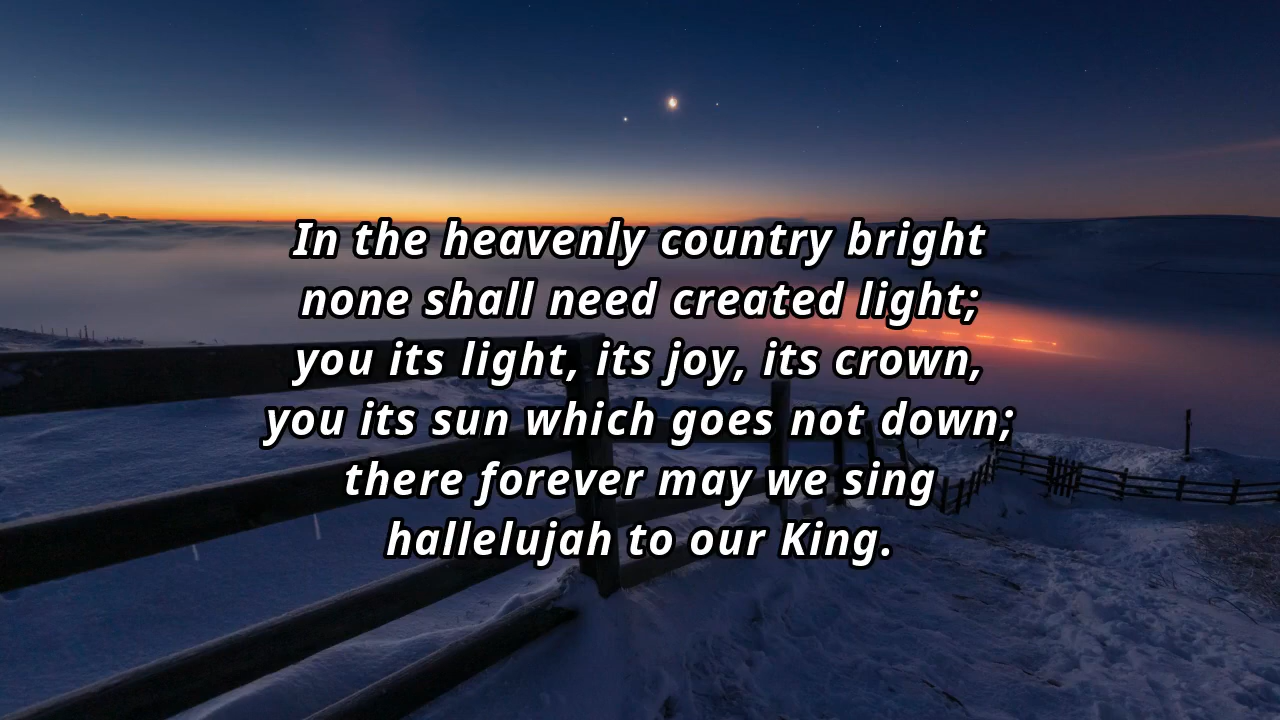 In the heavenly country bright
none shall need created light;
you its light, its joy, its crown,
you its sun which goes not down;
there forever may we sing
hallelujah to our King.